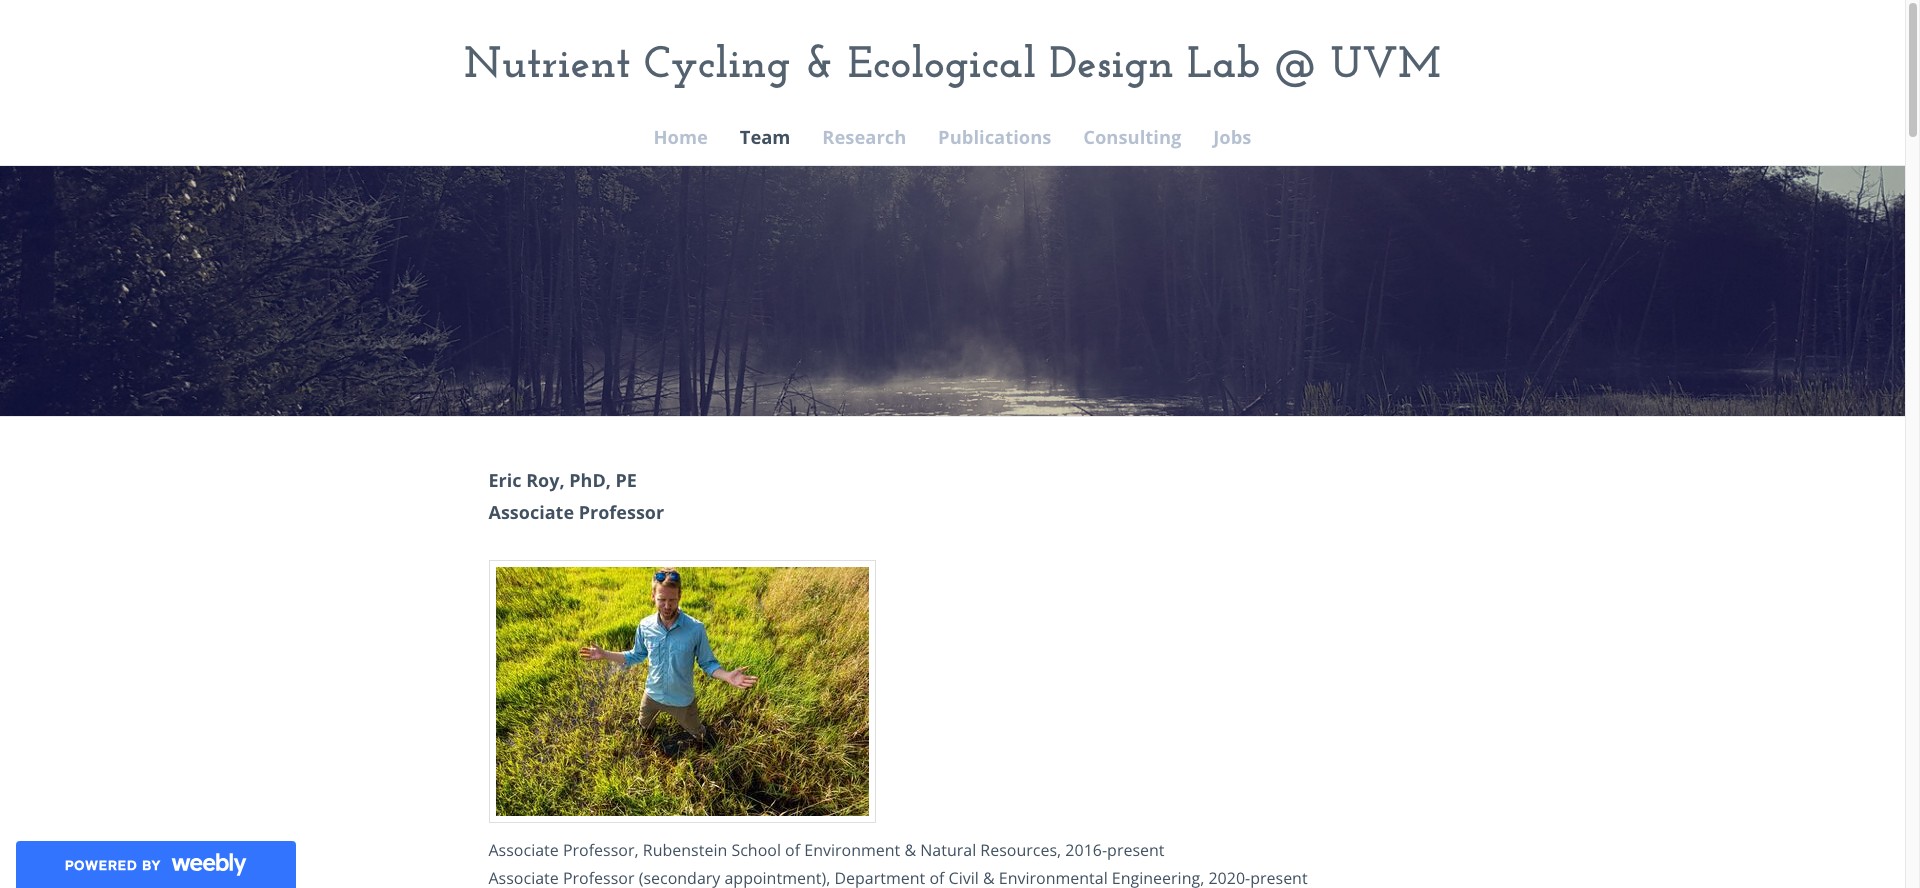 Nutrient Cycling & Ecological Design Lab @ UVM
Home Team Research Publications Consulting Jobs
Eric Roy, PhD, PE
Associate Professor
Associate Professor, Rubenstein School of Environment & Natural Resources, 2016-present
Associate Professor (secondary appointment), Department of Civil & Environmental Engineering, 2020-present
POWERED BY weebly